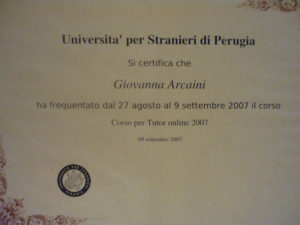 Universita' per Stranieri di Perugia
Si certifica che
Giovanna Arcaini
ha frequentato dal 27 agosto al 9 settembre 2007 il corso
Corso per Tutor online 2007
09 settembre 2007